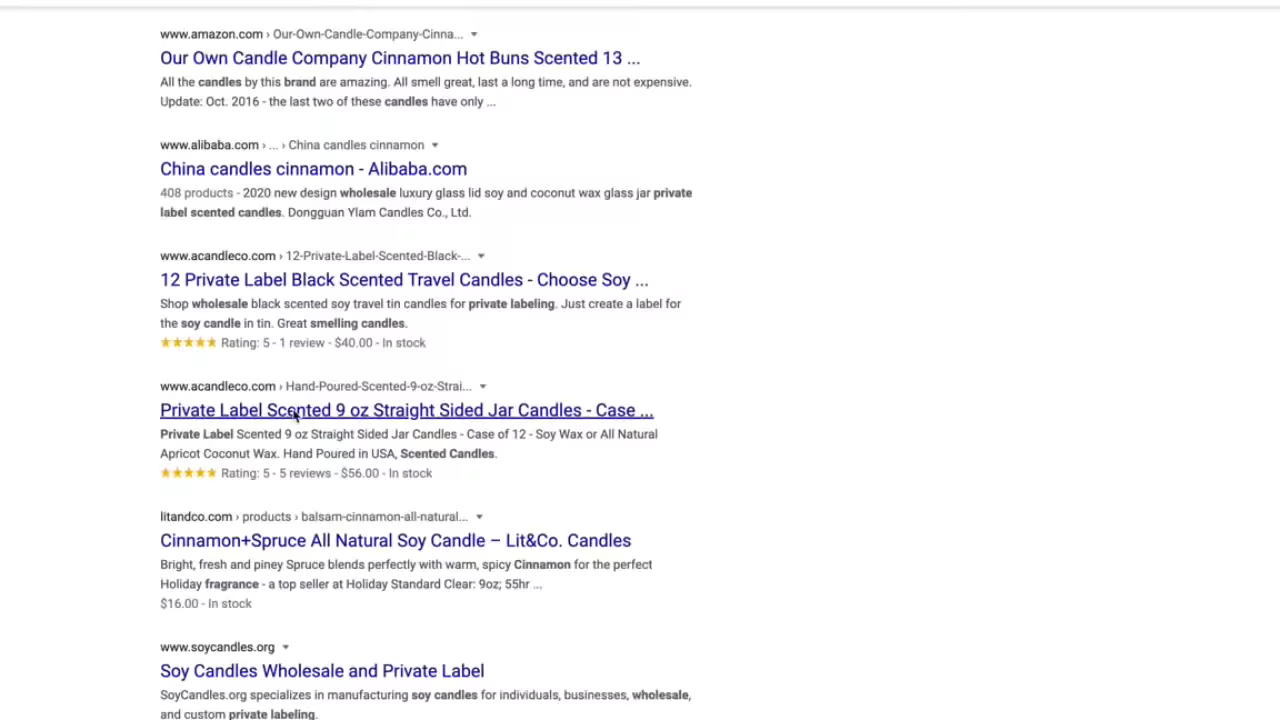 www.amazon.com › Our-Own-Candle-Company-Cinna...
Our Own Candle Company Cinnamon Hot Buns Scented 13 ...
All the candles by this brand are amazing. All smell great, last a long time, and are not expensive.
Update: Oct. 2016 - the last two of these candles have only ...
www.alibaba.com › ... › China candles cinnamon
China candles cinnamon - Alibaba.com
408 products - 2020 new design wholesale luxury glass lid soy and coconut wax glass jar private
label scented candles. Dongguan Ylam Candles Co., Ltd.
www.acandleco.com › 12-Private-Label-Scented-Black-...
12 Private Label Black Scented Travel Candles - Choose Soy ...
Shop wholesale black scented soy travel tin candles for private labeling. Just create a label for
the soy candle in tin. Great smelling candles.
Rating: 5 - 1 review - $40.00 - In stock
www.acandleco.com › Hand-Poured-Scented-9-oz-Strai...
Private Label Scented 9 oz Straight Sided Jar Candles - Case ...
Private Label Scented 9 oz Straight Sided Jar Candles - Case of 12 - Soy Wax or All Natural
Apricot Coconut Wax. Hand Poured in USA, Scented Candles.
Rating: 5 - 5 reviews - $56.00 - In stock
litandco.com › products › balsam-cinnamon-all-natural...
Cinnamon+Spruce All Natural Soy Candle – Lit&Co. Candles
Bright, fresh and piney Spruce blends perfectly with warm, spicy Cinnamon for the perfect
Holiday fragrance - a top seller at Holiday Standard Clear: 9oz; 55hr ...
$16.00 - In stock
www.soycandles.org
Soy Candles Wholesale and Private Label
SoyCandles.org specializes in manufacturing soy candles for individuals, businesses, wholesale,
and custom private labeling.